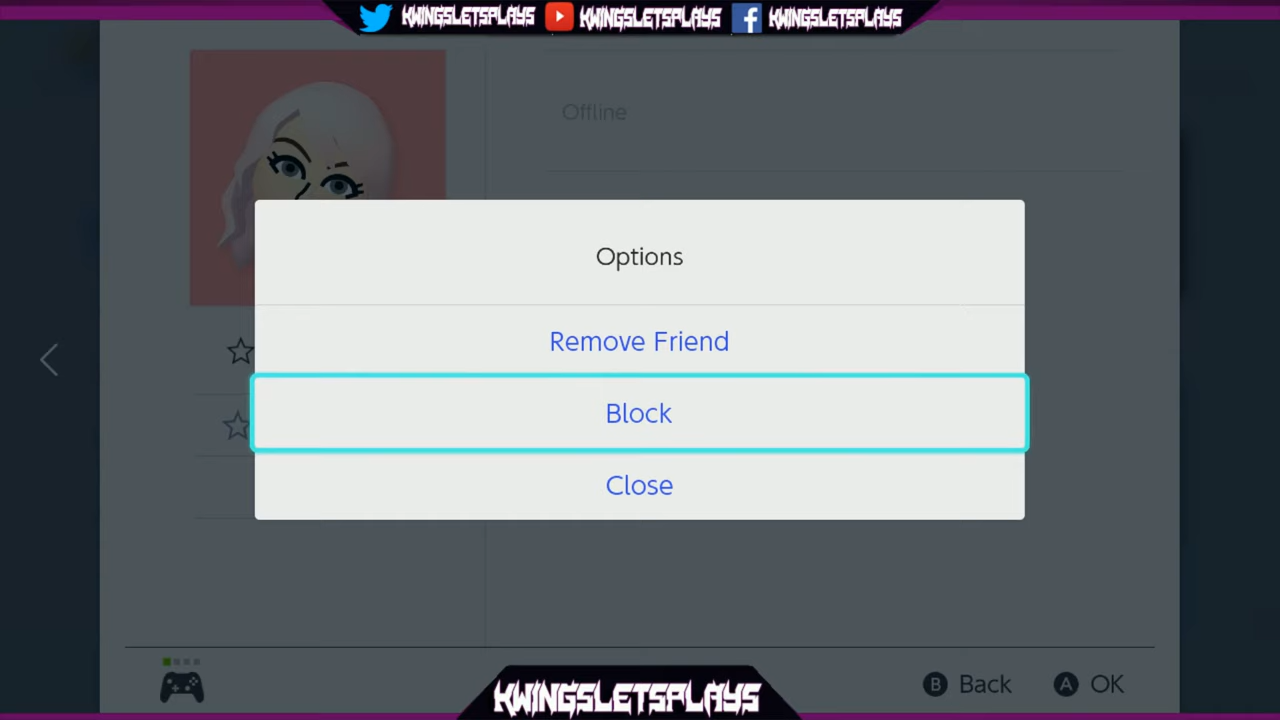 KWINGSLETSPLAYS KWINGSLETSPLAYS KWINGSLETSPLAYS
Offline
Options
Remove Friend
Block
Close
B Back A OK
KWINGSLETSPLAYS